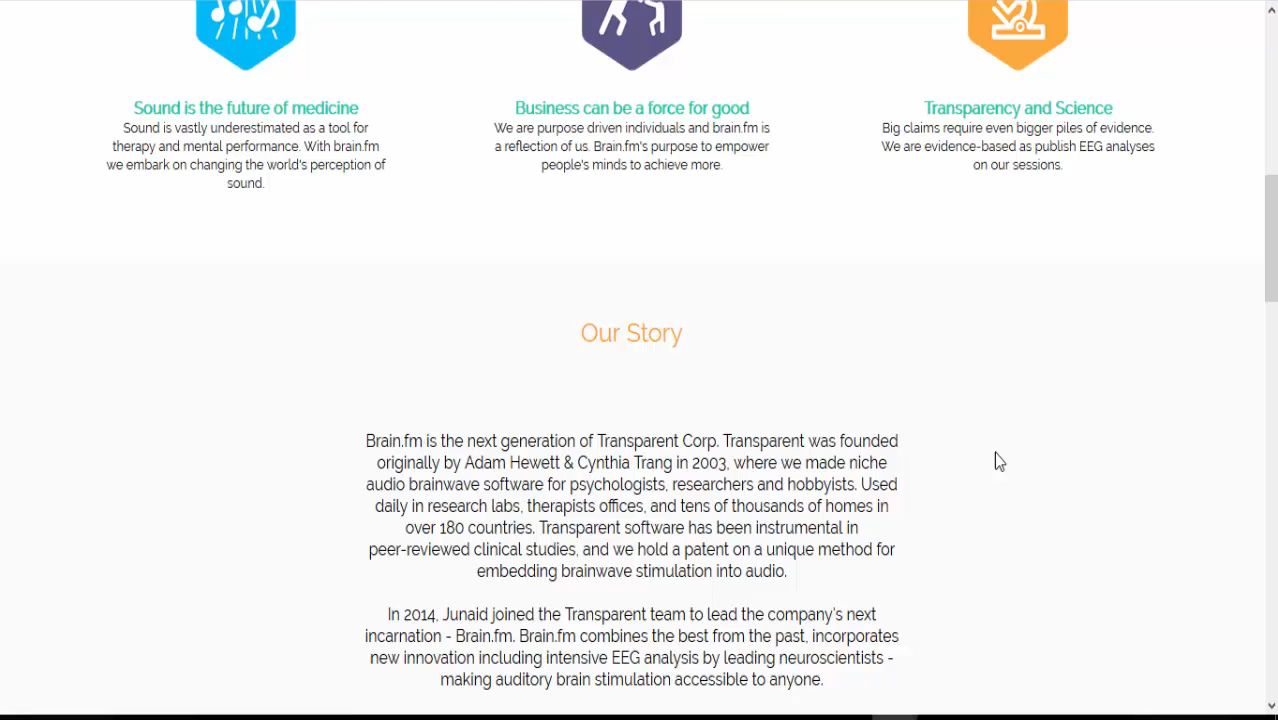 Sound is the future of medicine
Sound is vastly underestimated as a tool for
therapy and mental performance. With brain.fm
we embark on changing the world's perception of
sound.
Business can be a force for good
We are purpose driven individuals and brain.fm is
a reflection of us. Brain.fm's purpose to empower
people's minds to achieve more.
Transparency and Science
Big claims require even bigger piles of evidence.
We are evidence-based as publish EEG analyses
on our sessions.
Our Story
Brain.fm is the next generation of Transparent Corp. Transparent was founded
originally by Adam Hewett & Cynthia Trang in 2003, where we made niche
audio brainwave software for psychologists, researchers and hobbyists. Used
daily in research labs, therapists offices, and tens of thousands of homes in
over 180 countries. Transparent software has been instrumental in
peer-reviewed clinical studies, and we hold a patent on a unique method for
embedding brainwave stimulation into audio.
In 2014, Junaid joined the Transparent team to lead the company's next
incarnation - Brain.fm. Brain.fm combines the best from the past, incorporates
new innovation including intensive EEG analysis by leading neuroscientists -
making auditory brain stimulation accessible to anyone.